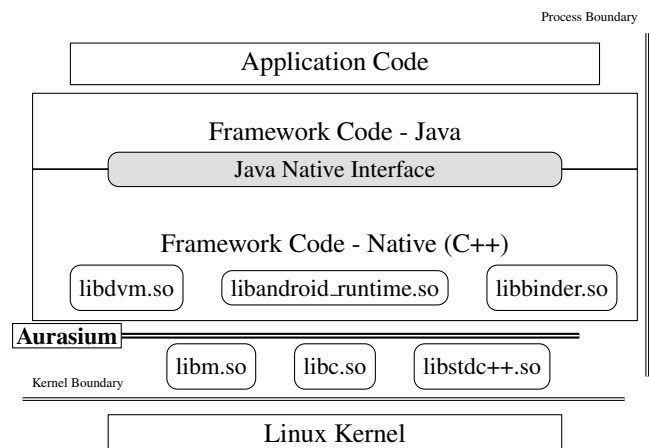 Process Boundary
Application Code
Framework Code - Java
Java Native Interface
Framework Code - Native (C++)
libdvm.so libandroid_runtime.so libbinder.so
Aurasium
libm.so libc.so libstdc++.so
Kernel Boundary
Linux Kernel